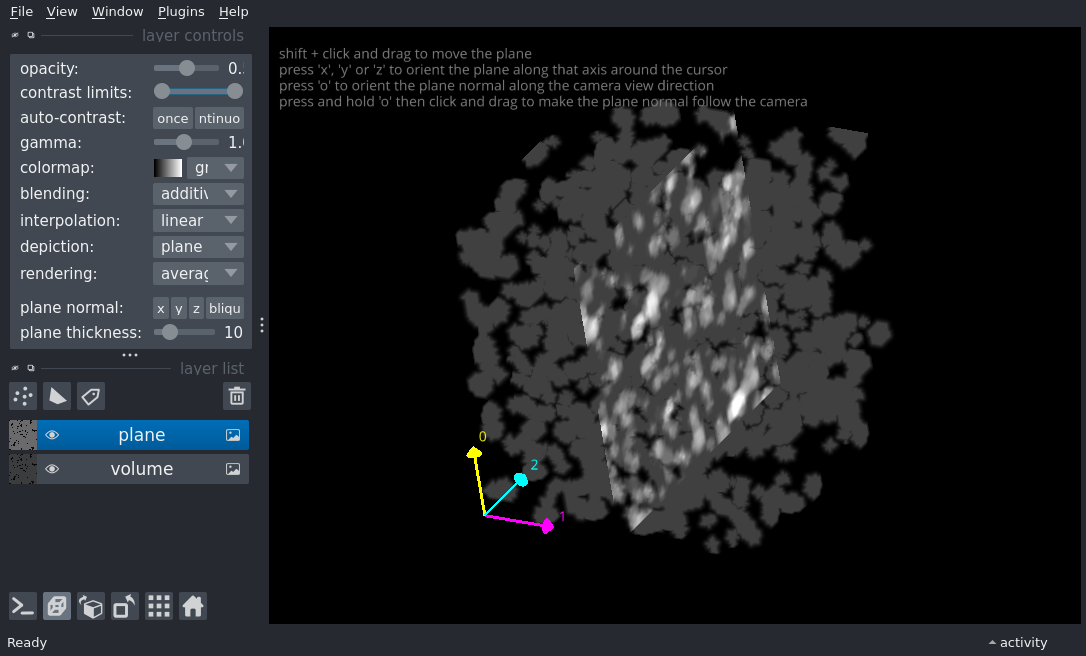 File View Window Plugins Help
layer controls
opacity: 0.
contrast limits:
auto-contrast: once ntinuo
gamma: 1.
colormap: gr
blending: additiv
interpolation: linear
depiction: plane
rendering: averag
plane normal: x y z bliqu
plane thickness: 10
layer list
plane
volume
shift + click and drag to move the plane
press 'x', 'y' or 'z' to orient the plane along that axis around the cursor
press 'o' to orient the plane normal along the camera view direction
press and hold 'o' then click and drag to make the plane normal follow the camera
0
2
1
Ready
activity